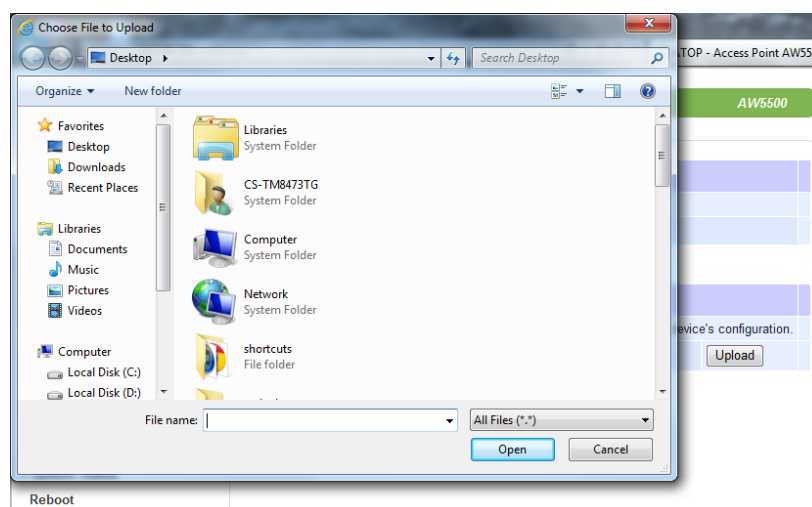 Choose File to Upload
TOP - Access Point AW55
Desktop
Search Desktop
Organize
New folder
AW5500
Favorites
Desktop
Downloads
Recent Places
Libraries
Documents
Music
Pictures
Videos
Computer
Local Disk (C:)
Local Disk (D:)
Libraries
System Folder
CS-TM8473TG
System Folder
Computer
System Folder
Network
System Folder
shortcuts
File folder
evice's configuration.
Upload
File name:
All Files (*.*)
Open
Cancel
Reboot